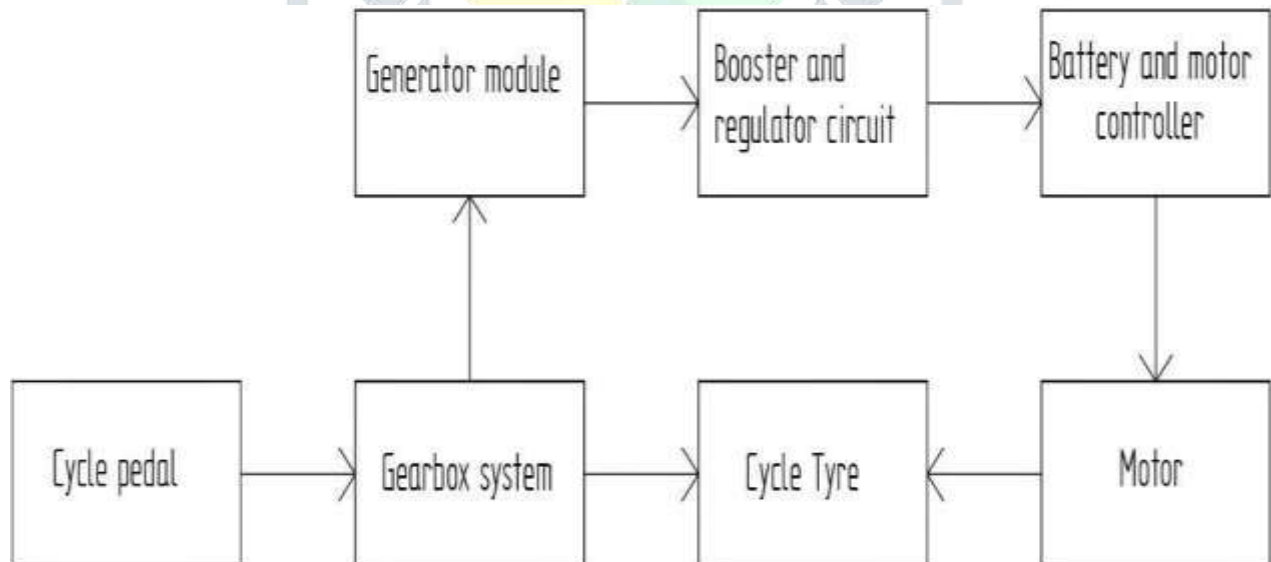 Generator module
Booster and
regulator circuit
Battery and motor
controller
Cycle pedal
Gearbox system
Cycle Tyre
Motor